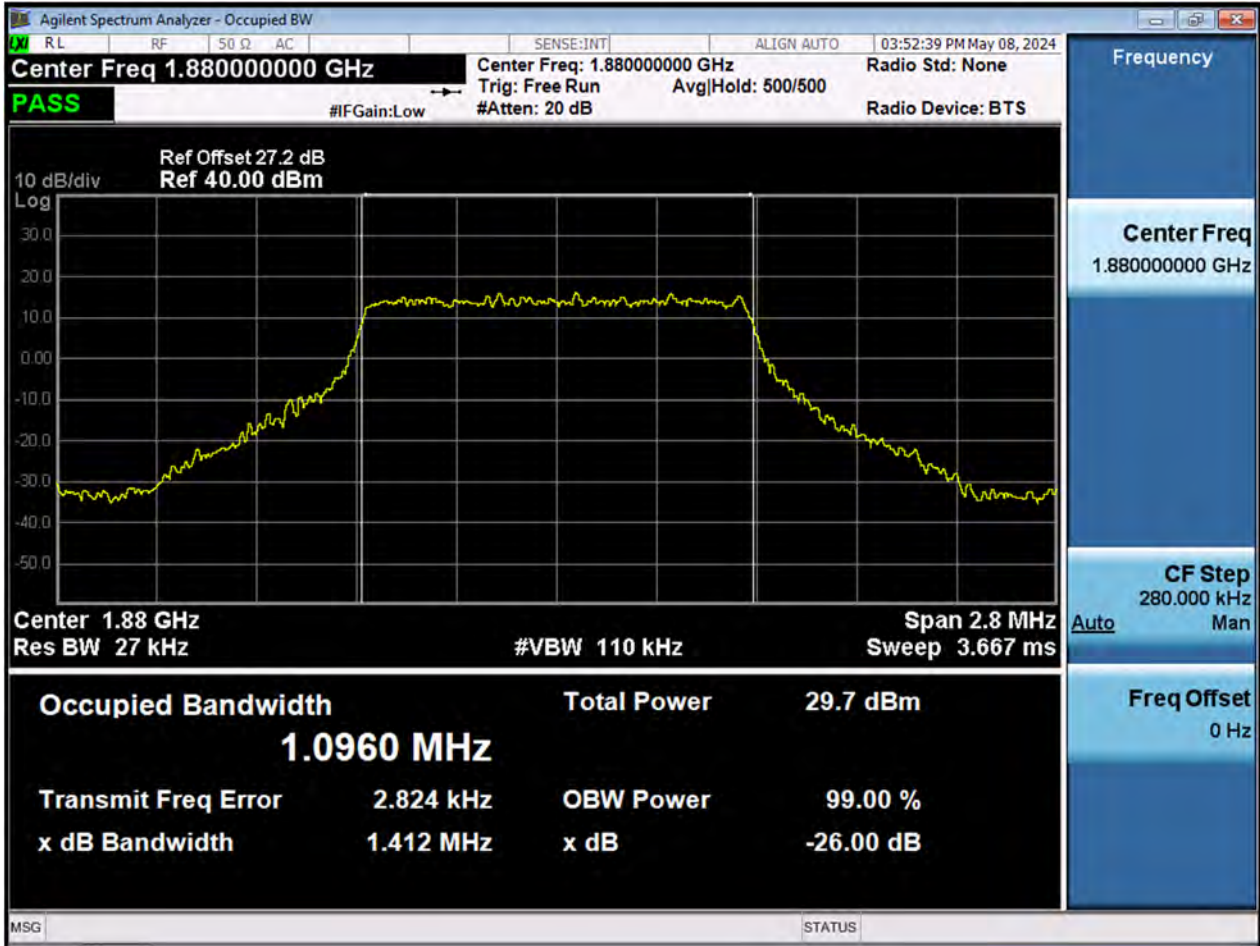 Agilent Spectrum Analyzer - Occupied BW
LXI RL RF 50 Ω AC SENSE:INT ALIGN AUTO 03:52:39 PM May 08, 2024
Center Freq 1.880000000 GHz
Center Freq: 1.880000000 GHz Radio Std: None
Trig: Free Run Avg|Hold: 500/500
PASS
#IFGain:Low #Atten: 20 dB Radio Device: BTS
Ref Offset 27.2 dB
10 dB/div Ref 40.00 dBm
Log
30.0
20.0
10.0
0.00
-10.0
-20.0
-30.0
-40.0
-50.0
Center 1.88 GHz Span 2.8 MHz
Res BW 27 kHz #VBW 110 kHz Sweep 3.667 ms
Occupied Bandwidth Total Power 29.7 dBm
1.0960 MHz
Transmit Freq Error 2.824 kHz OBW Power 99.00 %
x dB Bandwidth 1.412 MHz x dB -26.00 dB
MSG STATUS
Frequency
Center Freq
1.880000000 GHz
CF Step
280.000 kHz
Auto Man
Freq Offset
0 Hz